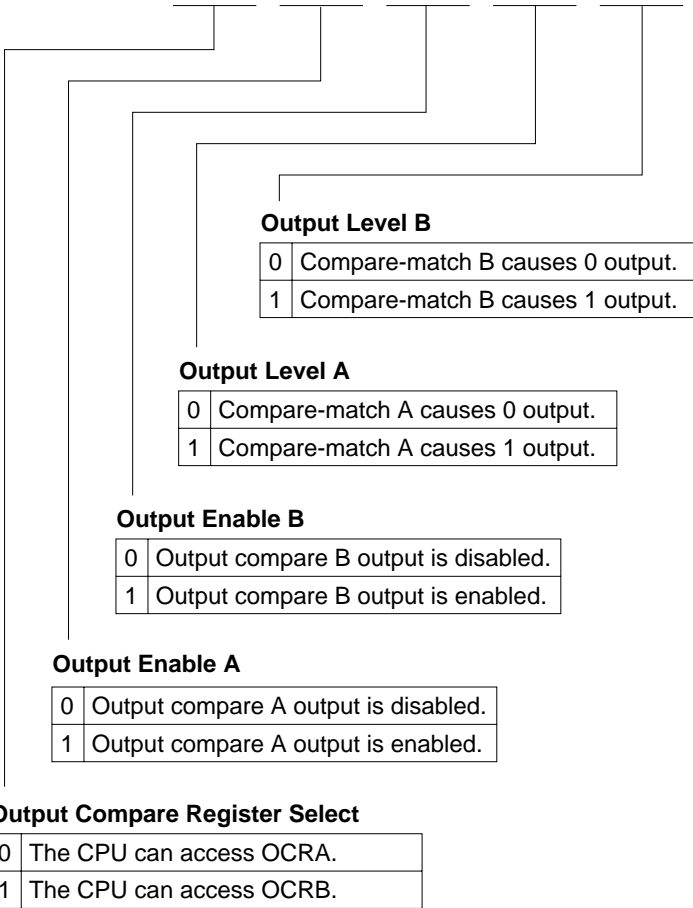 Output Level B
0 Compare-match B causes 0 output.
1 Compare-match B causes 1 output.
Output Level A
0 Compare-match A causes 0 output.
1 Compare-match A causes 1 output.
Output Enable B
0 Output compare B output is disabled.
1 Output compare B output is enabled.
Output Enable A
0 Output compare A output is disabled.
1 Output compare A output is enabled.
Output Compare Register Select
0 The CPU can access OCRA.
1 The CPU can access OCRB.